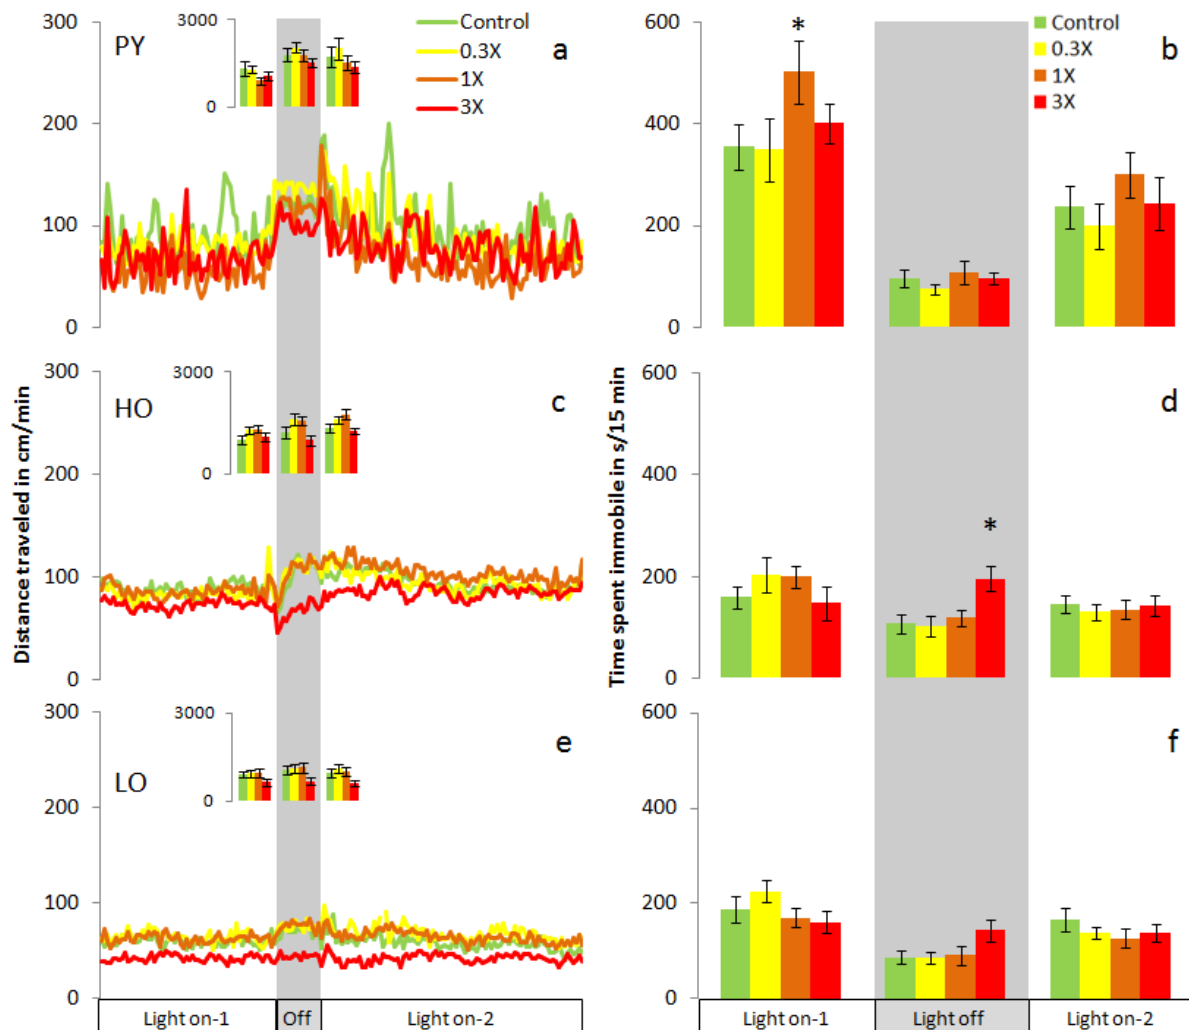 300
PY
3000
0
Control
0.3X
1X
3X
a
200
100
0
600
*
Control
0.3X
1X
3X
b
400
200
0
Distance traveled in cm/min
300
HO
3000
0
c
200
100
0
Time spent immobile in s/15 min
600
d
400
*
200
0
300
LO
3000
0
e
200
100
0
600
f
400
200
0
Light on-1
Off
Light on-2
Light on-1
Light off
Light on-2